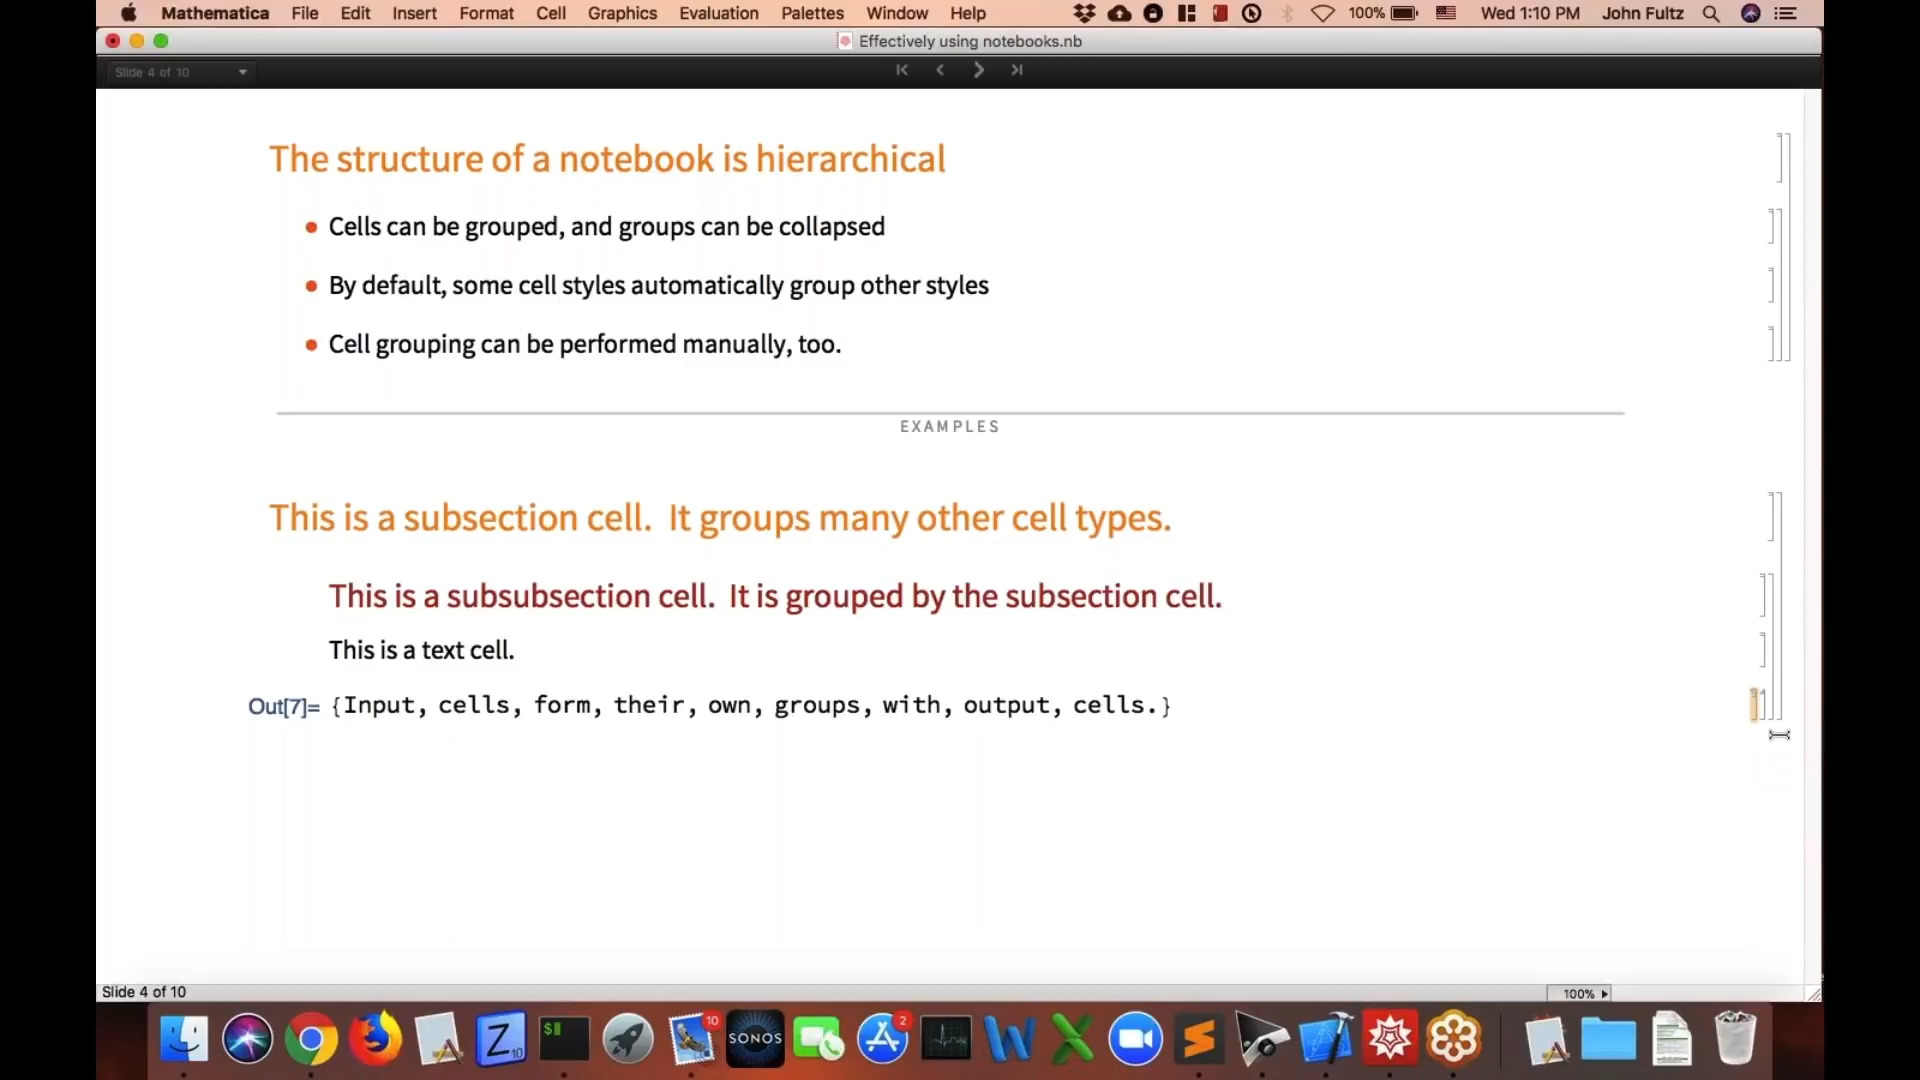 Mathematica File Edit Insert Format Cell Graphics Evaluation Palettes Window Help 100% Wed 1:10 PM John Fultz
Effectively using notebooks.nb
Slide 4 of 10
The structure of a notebook is hierarchical
Cells can be grouped, and groups can be collapsed
By default, some cell styles automatically group other styles
Cell grouping can be performed manually, too.
EXAMPLES
This is a subsection cell. It groups many other cell types.
This is a subsubsection cell. It is grouped by the subsection cell.
This is a text cell.
Out[7]= {Input, cells, form, their, own, groups, with, output, cells.}
Slide 4 of 10
100%
Z 10 $ 10 SONOS 2